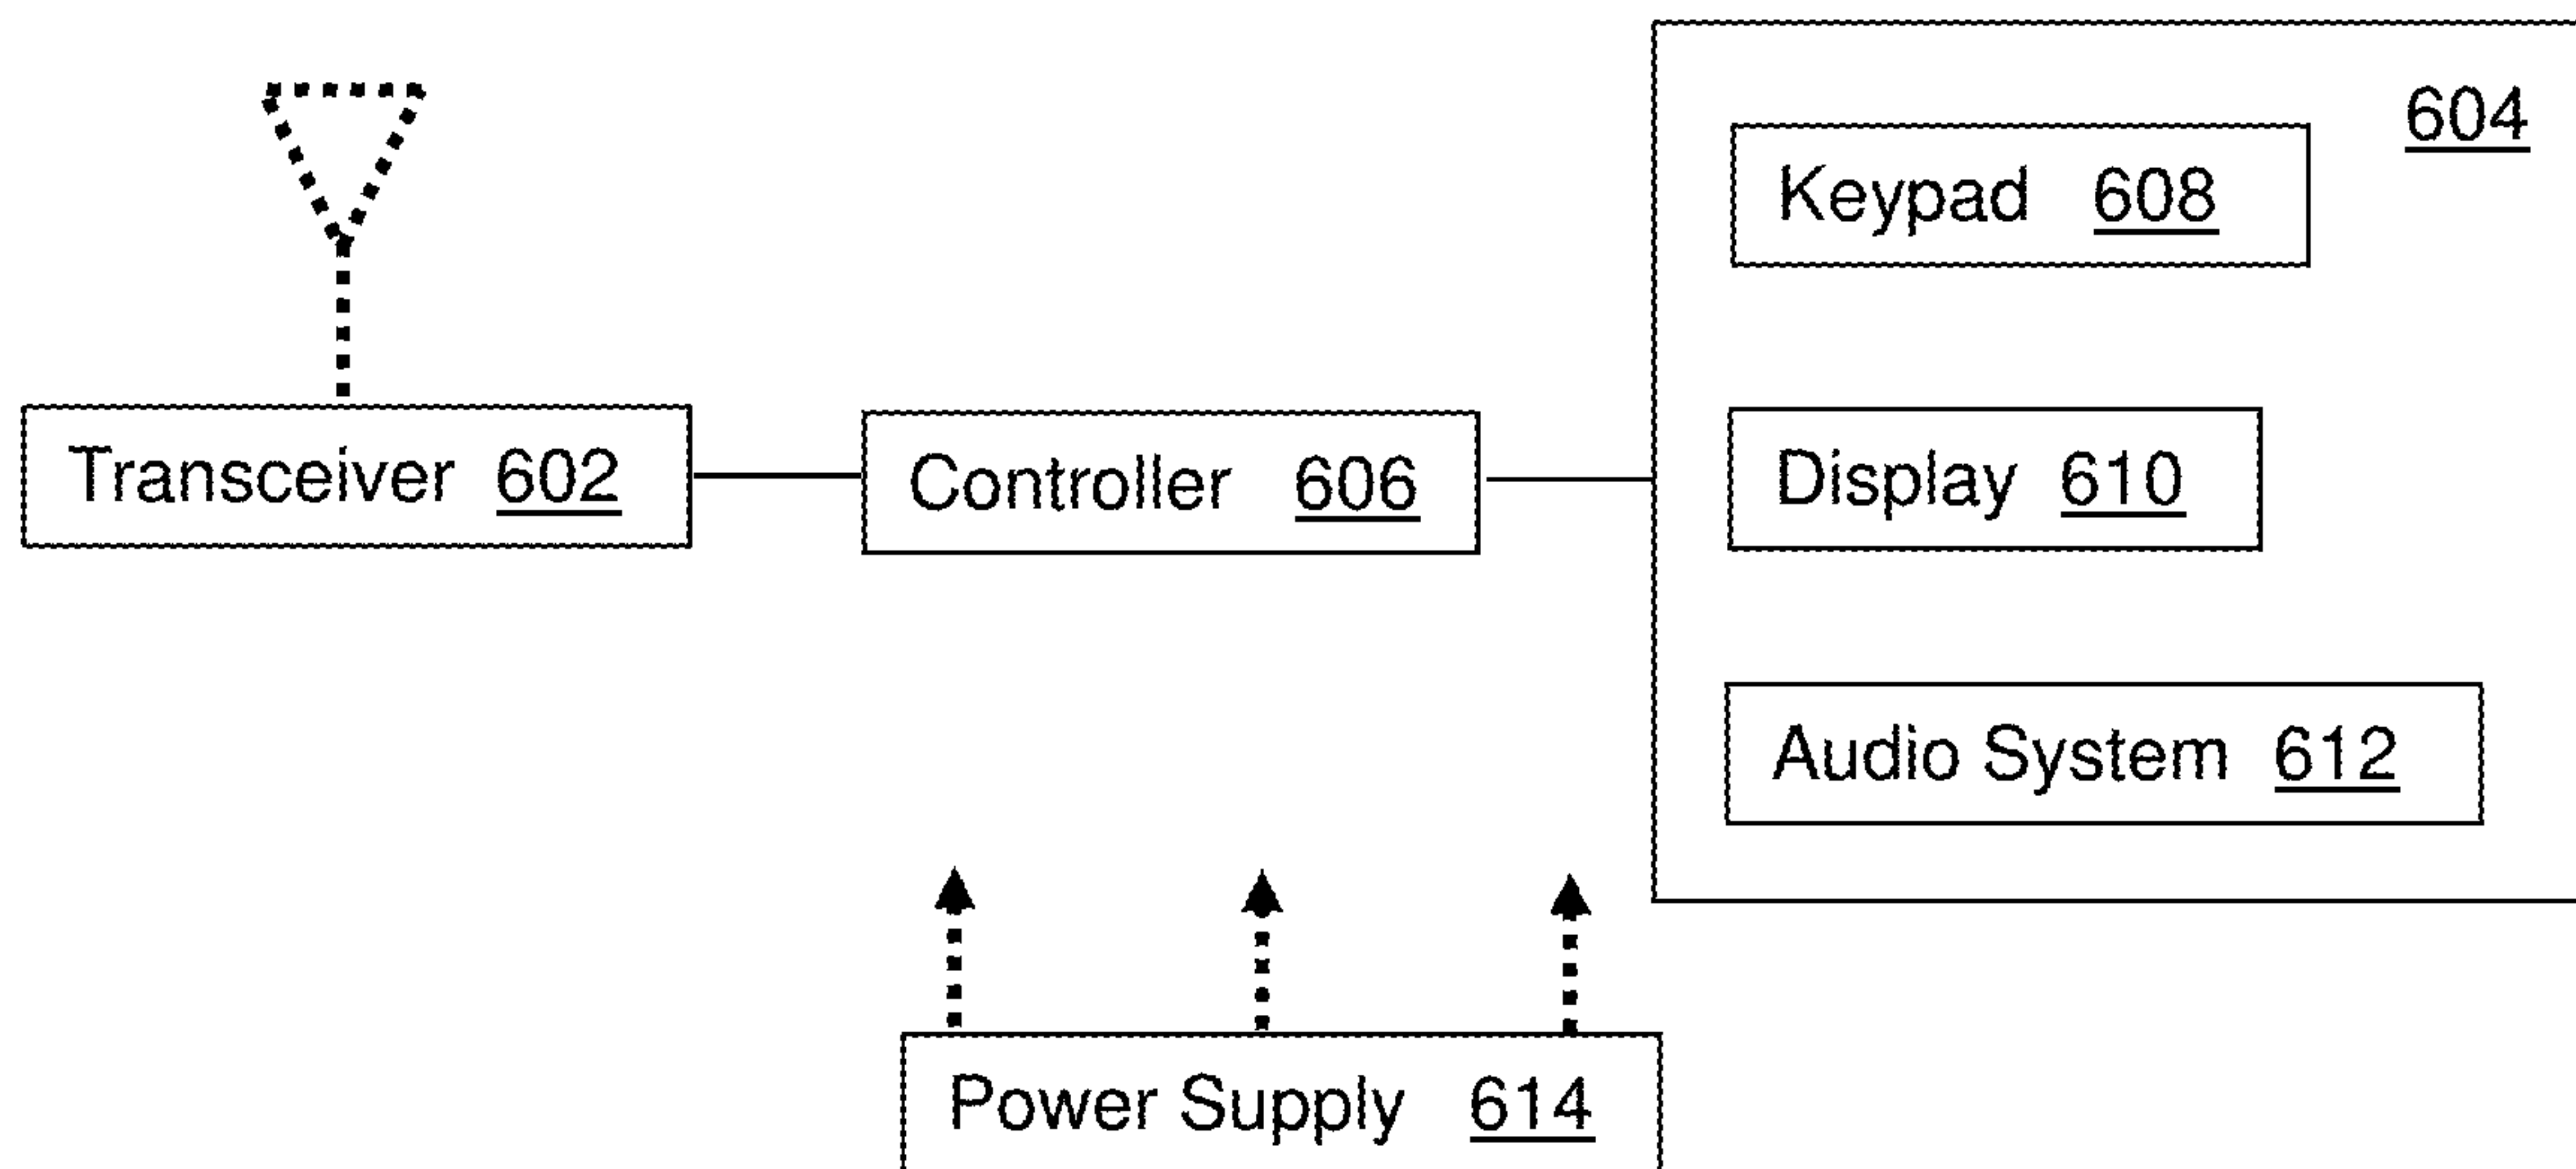 604
Keypad 608
Transceiver 602
Controller 606
Display 610
Audio System 612
Power Supply 614